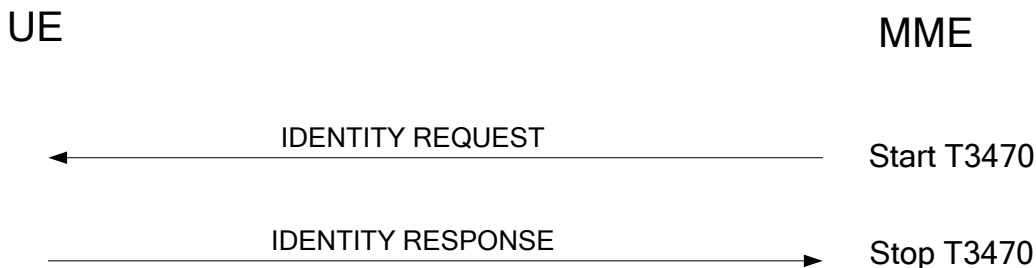 UE
MME
IDENTITY REQUEST
Start T3470
IDENTITY RESPONSE
Stop T3470